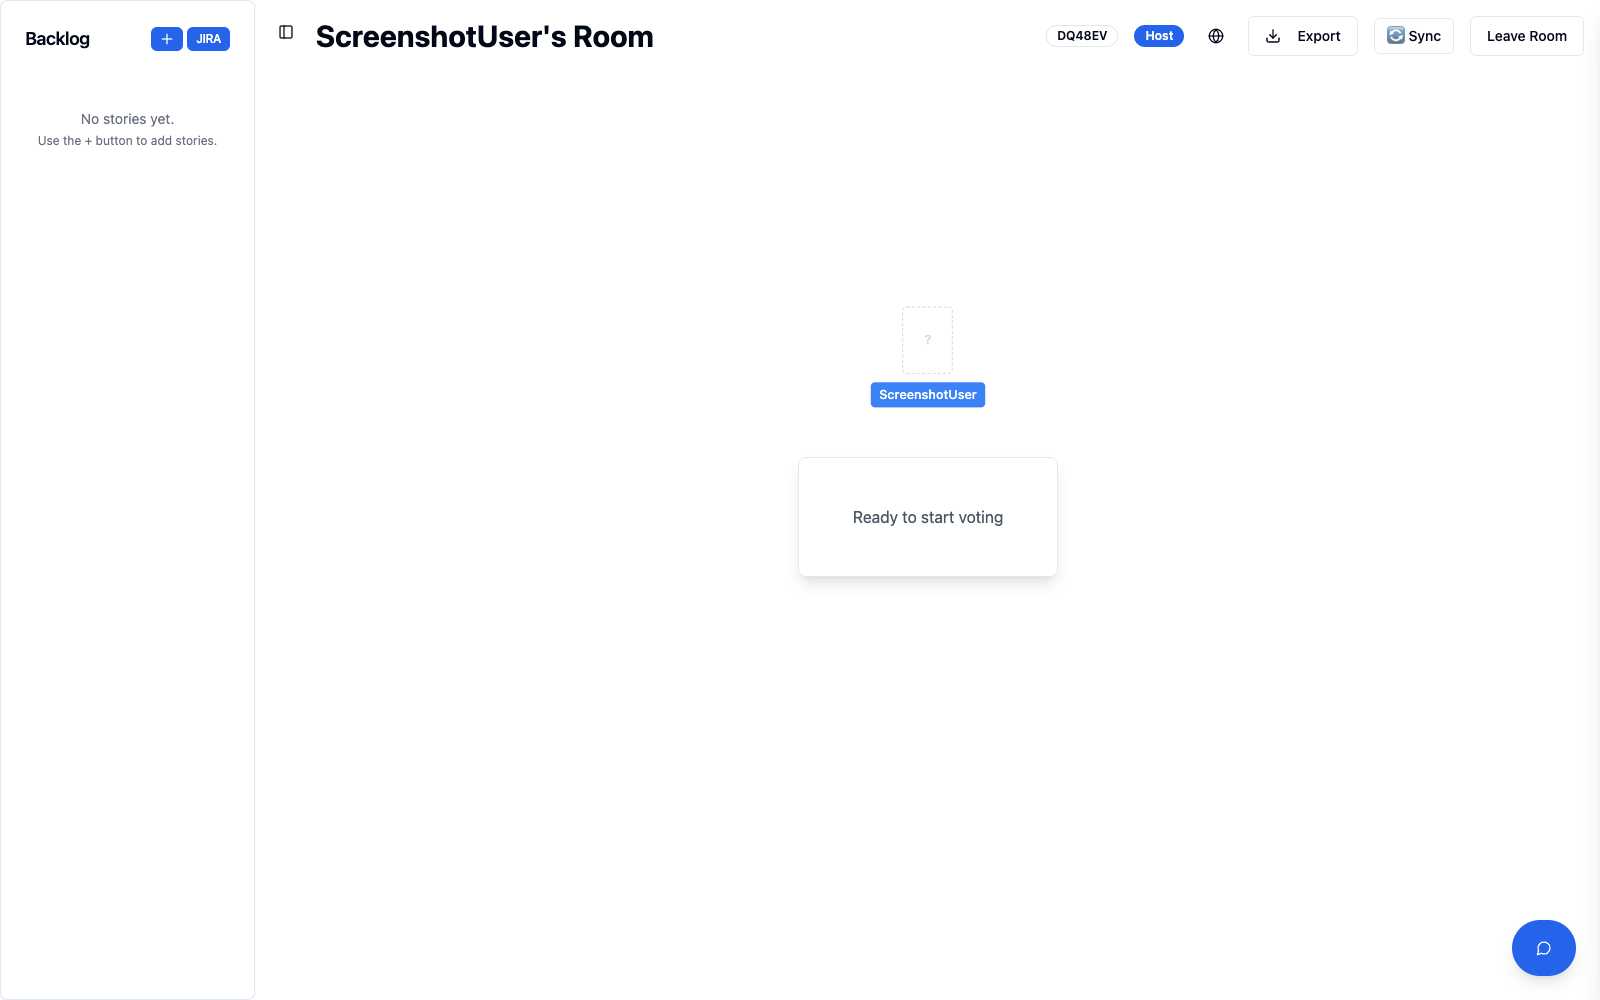 Backlog
JIRA
No stories yet.
Use the + button to add stories.
ScreenshotUser's Room
DQ48EV
Host
Export
Sync
Leave Room
?
ScreenshotUser
Ready to start voting